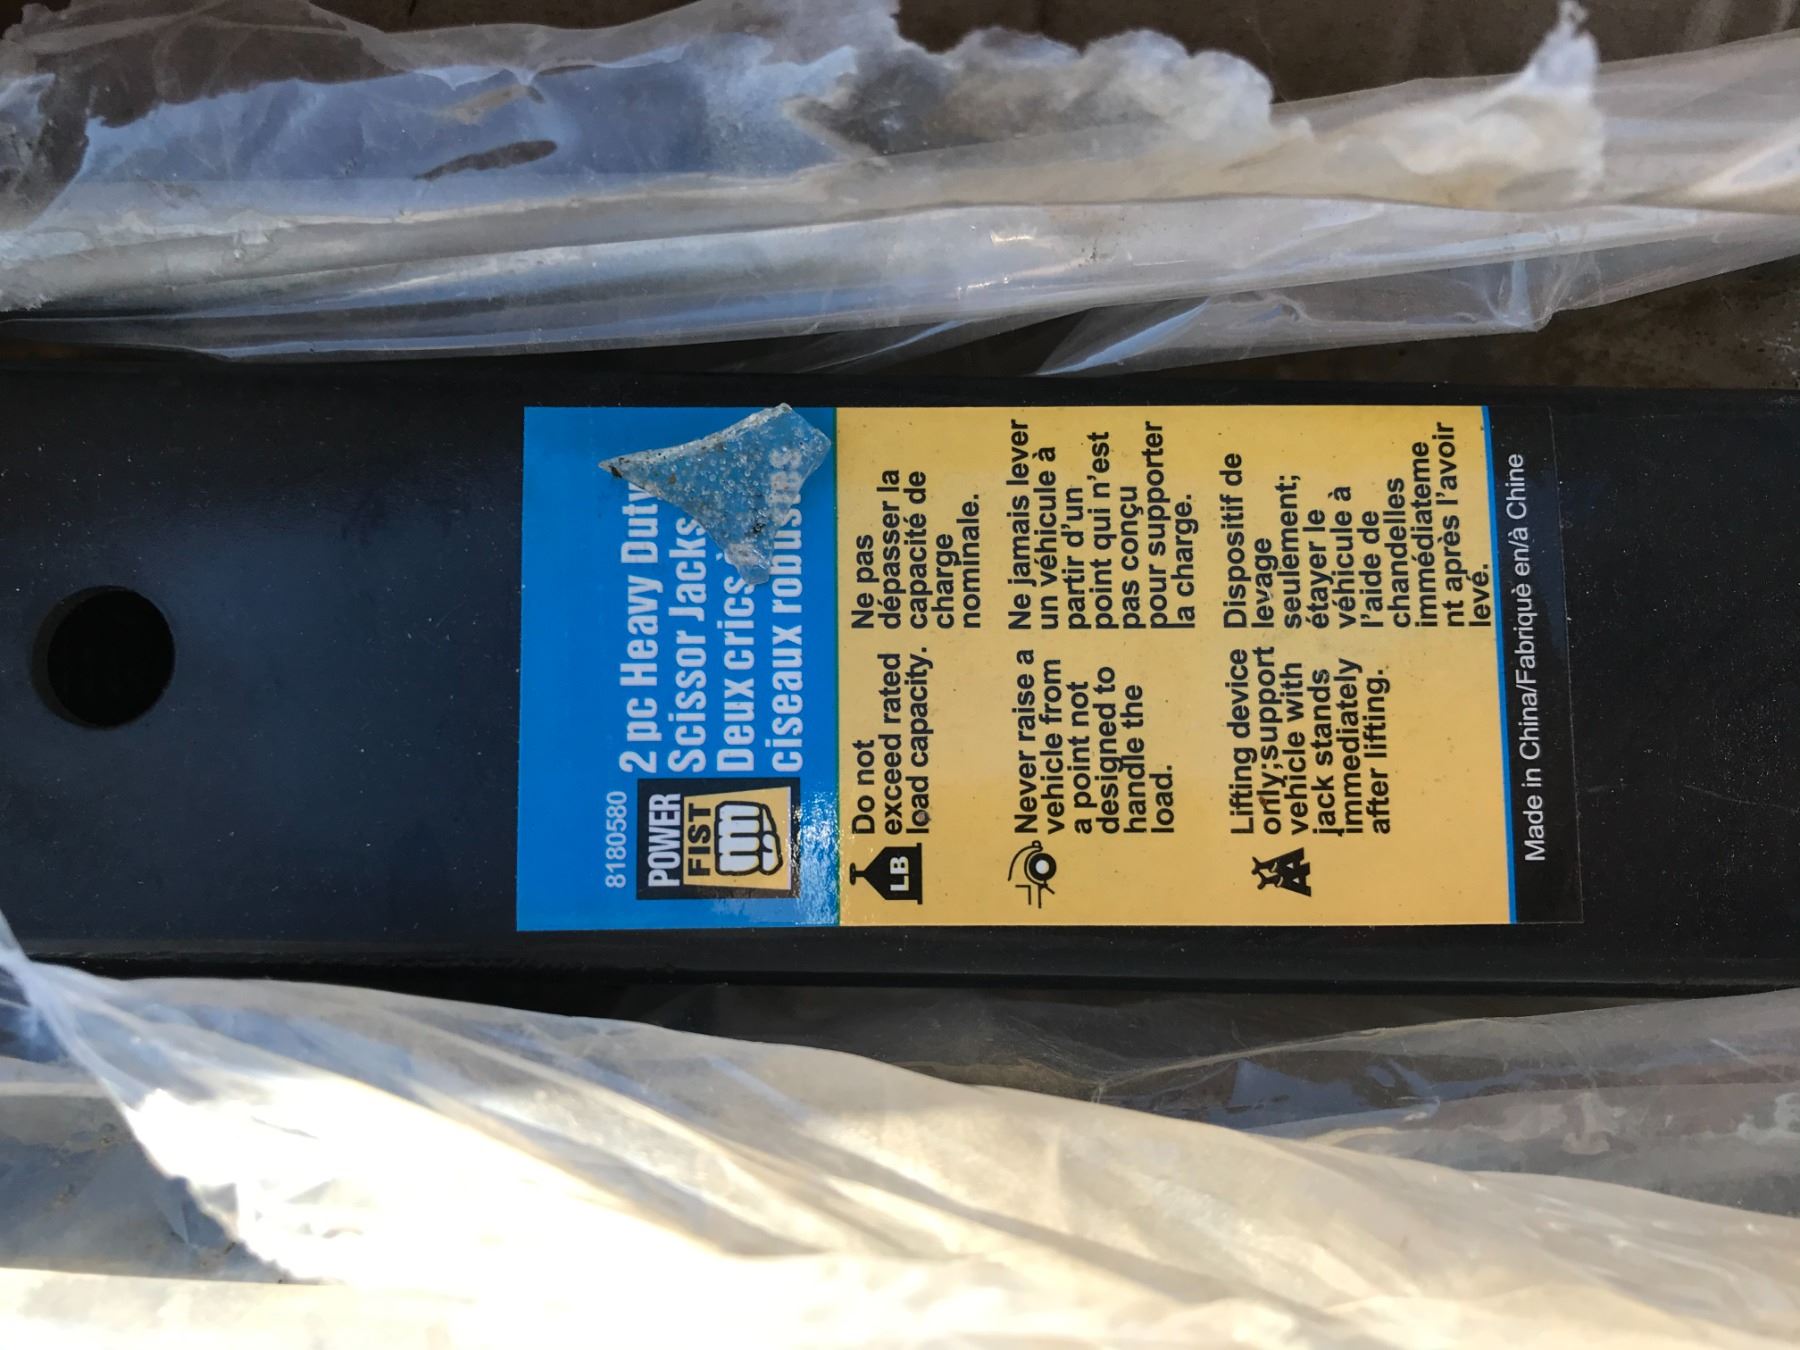 8180580
POWER
FIST
2 pc Heavy Duty
Scissor Jacks
Deux crics
ciseaux robustes
LB
Do not
exceed rated
load capacity.
Ne pas
dépasser la
capacité de
charge
nominale.
Never raise a
vehicle from
a point not
designed to
handle the
load.
Ne jamais lever
un véhicule à
partir d'un
point qui n'est
pas conçu
pour supporter
la charge.
Lifting device
only; support
vehicle with
jack stands
immediately
after lifting.
Dispositif de
levage
seulement;
étayer le
véhicule à
l'aide de
chandelles
immédiateme
nt après l'avoir
levé.
Made in China/Fabriquè en/à Chine